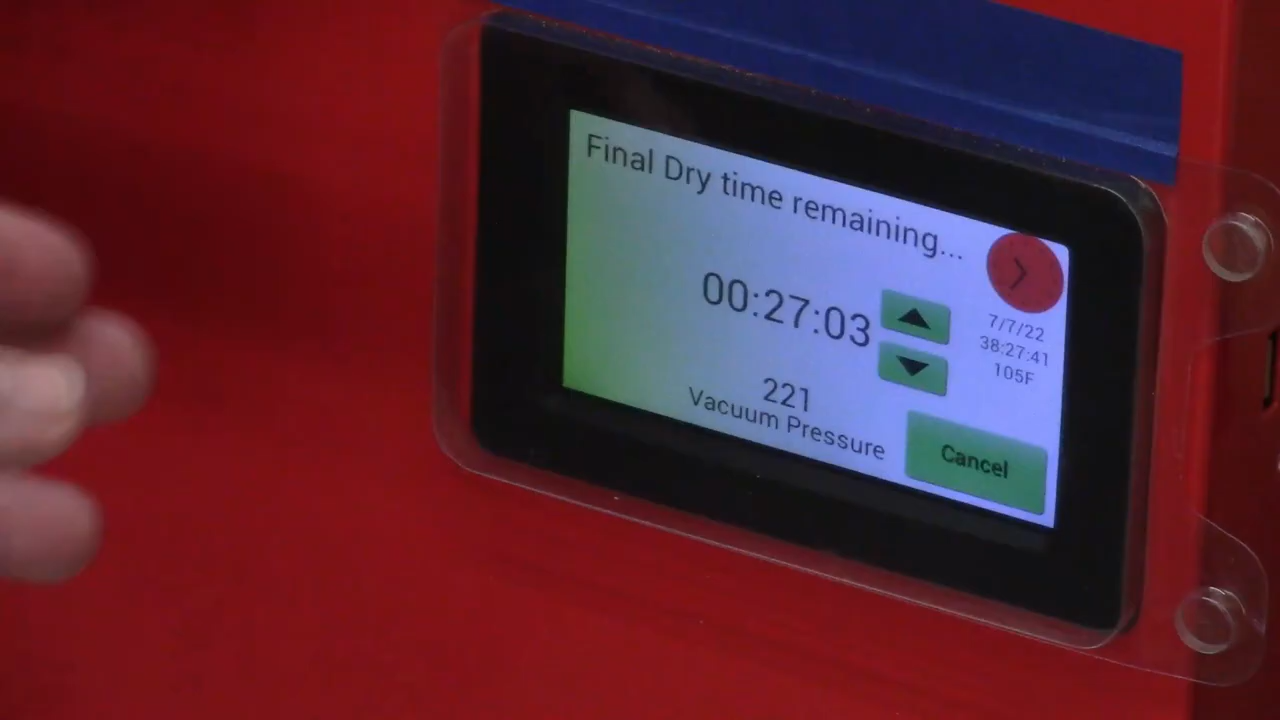 Final Dry time remaining...
00:27:03
7/7/22
38:27:41
105F
221
Vacuum Pressure
Cancel